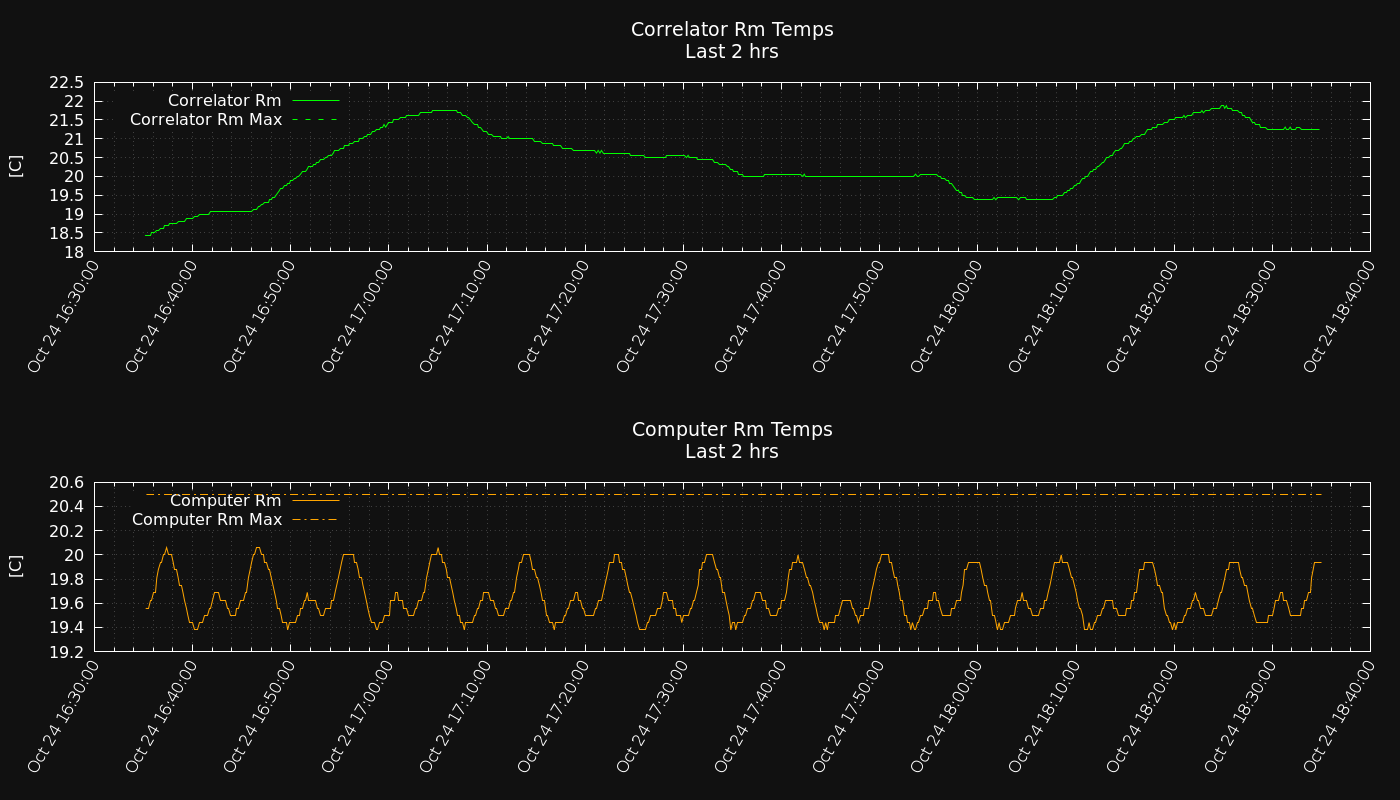 Correlator Rm Temps
Last 2 hrs
22.5
22
21.5
21
20.5
20
19.5
19
18.5
18
[C]
Correlator Rm
Correlator Rm Max
Oct 24 16:30:00
Oct 24 16:40:00
Oct 24 16:50:00
Oct 24 17:00:00
Oct 24 17:10:00
Oct 24 17:20:00
Oct 24 17:30:00
Oct 24 17:40:00
Oct 24 17:50:00
Oct 24 18:00:00
Oct 24 18:10:00
Oct 24 18:20:00
Oct 24 18:30:00
Oct 24 18:40:00
Computer Rm Temps
Last 2 hrs
20.6
20.4
20.2
20
19.8
19.6
19.4
19.2
[C]
Computer Rm
Computer Rm Max
Oct 24 16:30:00
Oct 24 16:40:00
Oct 24 16:50:00
Oct 24 17:00:00
Oct 24 17:10:00
Oct 24 17:20:00
Oct 24 17:30:00
Oct 24 17:40:00
Oct 24 17:50:00
Oct 24 18:00:00
Oct 24 18:10:00
Oct 24 18:20:00
Oct 24 18:30:00
Oct 24 18:40:00